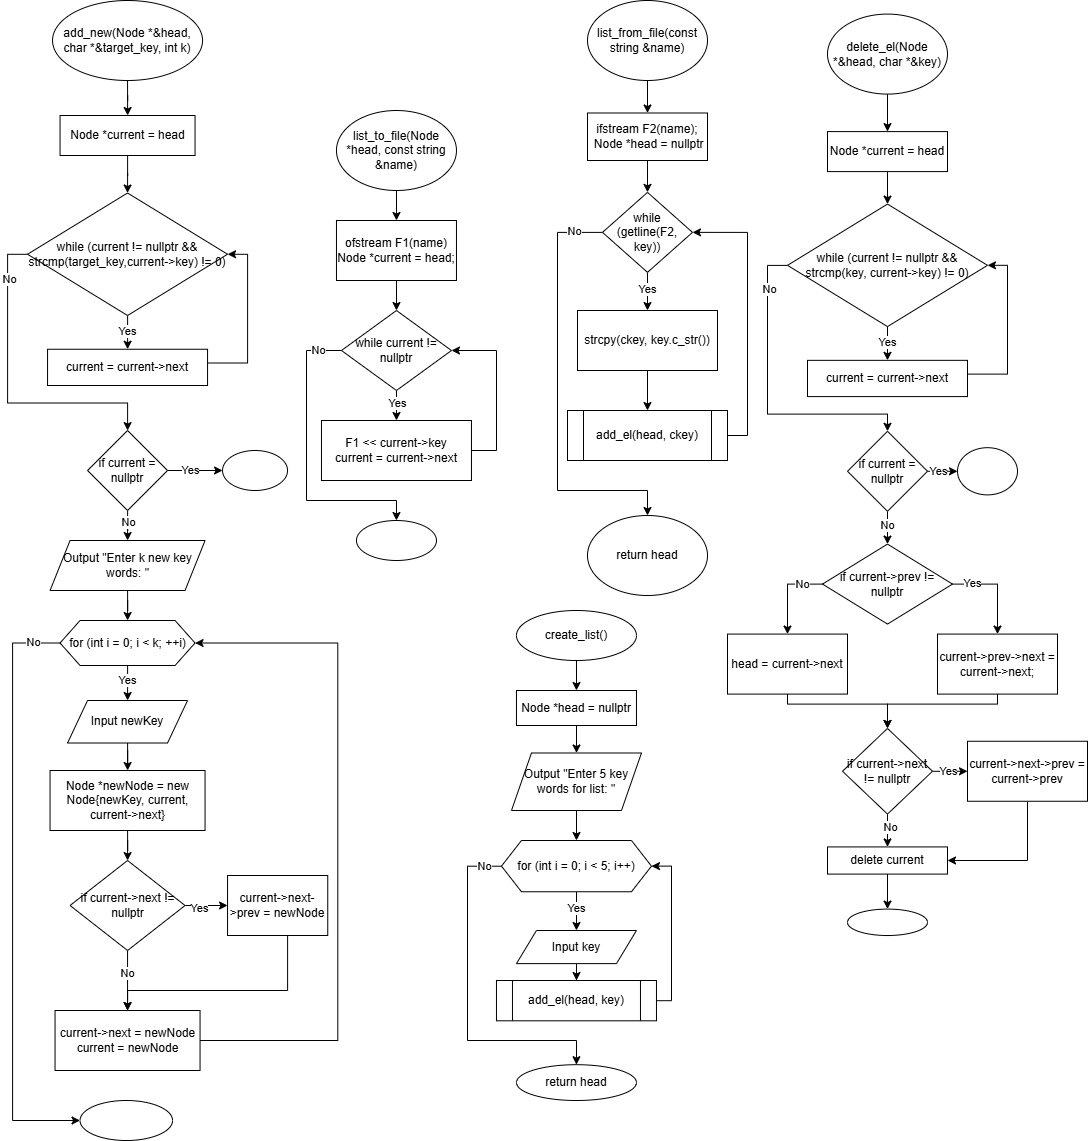 add_new(Node *&head,
char *&target_key, int k)
Node *current = head
while (current != nullptr &&
strcmp(target_key,current->key) != 0)
No
Yes
current = current->next
if current =
nullptr
Yes
No
Output "Enter k new key
words: "
for (int i = 0; i < k; ++i)
No
Yes
Input newKey
Node *newNode = new
Node{newKey, current,
current->next}
if current->next !=
nullptr
Yes
current->next-
>prev = newNode
No
current->next = newNode
current = newNode
list_to_file(Node
*head, const string
&name)
ofstream F1(name)
Node *current = head;
while current !=
nullptr
No
Yes
F1 << current->key
current = current->next
list_from_file(const
string &name)
ifstream F2(name);
Node *head = nullptr
while
(getline(F2,
key))
No
Yes
strcpy(ckey, key.c_str())
add_el(head, ckey)
return head
create_list()
Node *head = nullptr
Output "Enter 5 key
words for list: "
for (int i = 0; i < 5; i++)
No
Yes
Input key
add_el(head, key)
return head
delete_el(Node
*&head, char *&key)
Node *current = head
while (current != nullptr &&
strcmp(key, current->key) != 0)
No
Yes
current = current->next
if current =
nullptr
Yes
No
if current->prev !=
nullptr
No
Yes
head = current->next
current->prev->next =
current->next;
if current->next
!= nullptr
Yes
current->next->prev =
current->prev
No
delete current